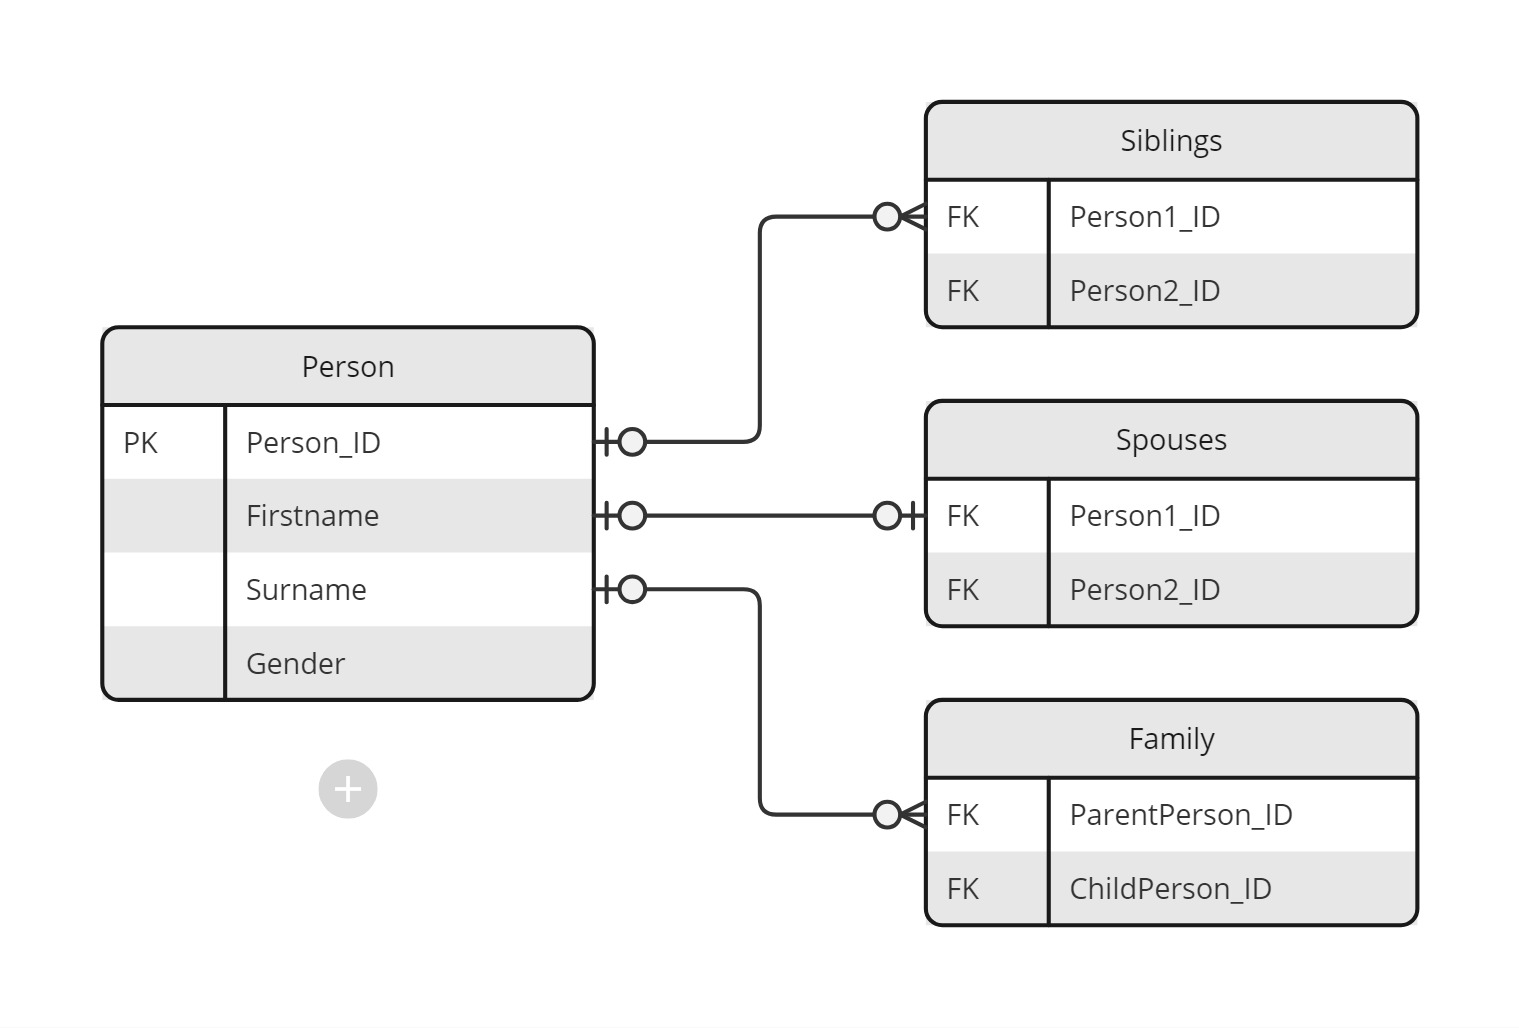 Person
PK Person_ID
Firstname
Surname
Gender
Siblings
FK Person1_ID
FK Person2_ID
Spouses
FK Person1_ID
FK Person2_ID
Family
FK ParentPerson_ID
FK ChildPerson_ID